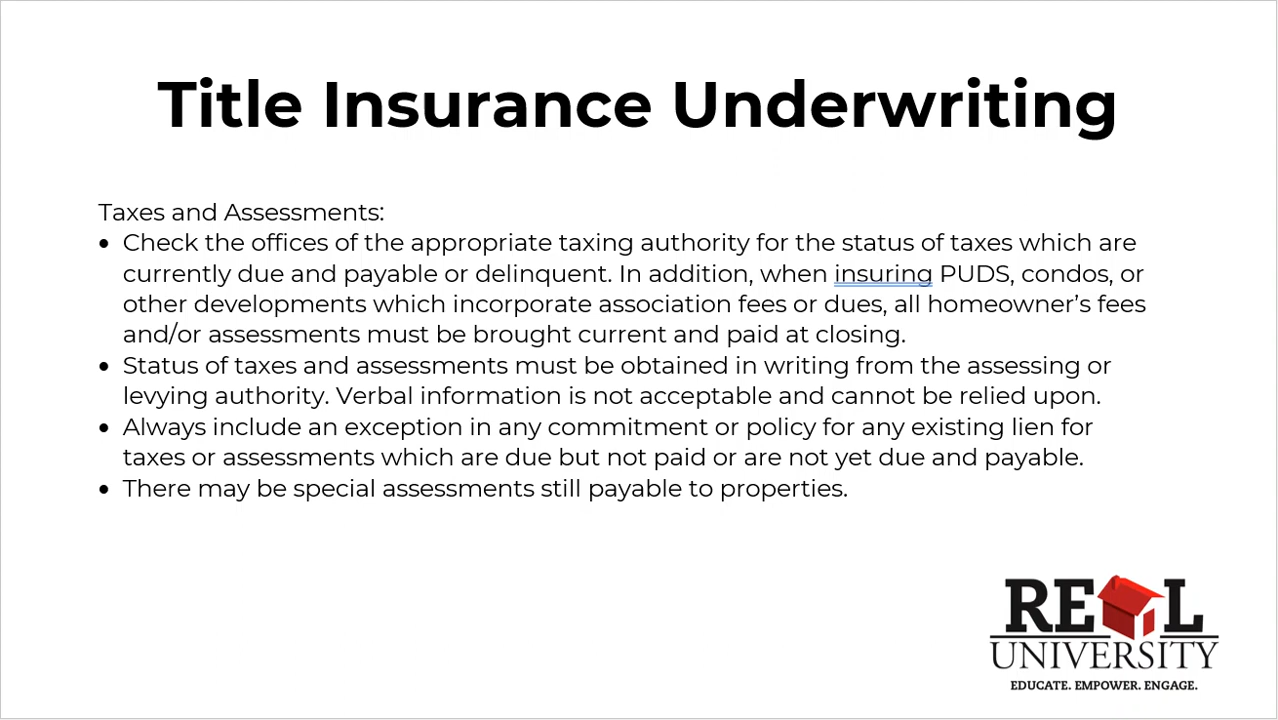 Title Insurance Underwriting
Taxes and Assessments:
• Check the offices of the appropriate taxing authority for the status of taxes which are
currently due and payable or delinquent. In addition, when insuring PUDS, condos, or
other developments which incorporate association fees or dues, all homeowner’s fees
and/or assessments must be brought current and paid at closing.
• Status of taxes and assessments must be obtained in writing from the assessing or
levying authority. Verbal information is not acceptable and cannot be relied upon.
• Always include an exception in any commitment or policy for any existing lien for
taxes or assessments which are due but not paid or are not yet due and payable.
• There may be special assessments still payable to properties.
RE L
UNIVERSITY
EDUCATE. EMPOWER. ENGAGE.